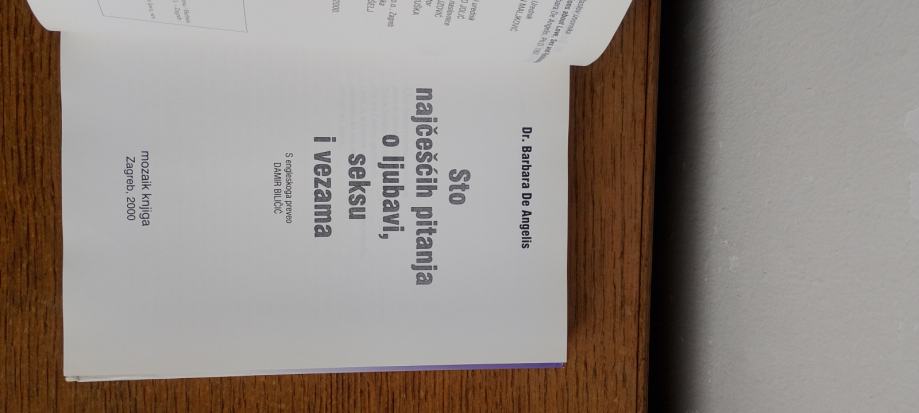 Dr. Barbara De Angelis
Sto
najčešćih pitanja
o ljubavi,
seksu
i vezama
S engleskoga preveo
DAMIR BILIČIĆ
mozaik knjiga
Zagreb, 2000